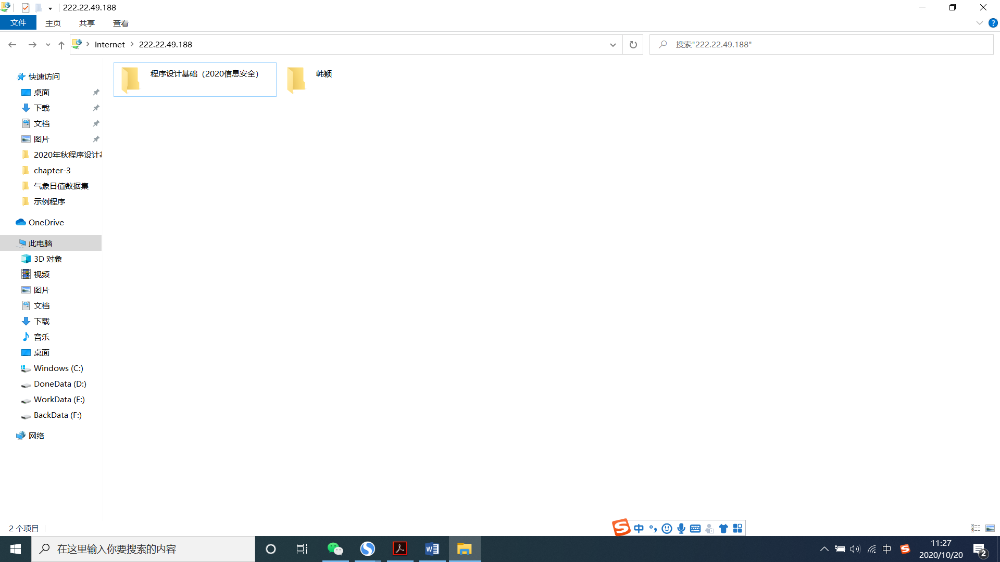 222.22.49.188
文件 主页 共享 查看
Internet 222.22.49.188
搜索"222.22.49.188"
快速访问
桌面
下载
文档
图片
2020年秋程序设计基
chapter-3
气象日值数据集
示例程序
OneDrive
此电脑
3D 对象
视频
图片
文档
下载
音乐
桌面
Windows (C:)
DoneData (D:)
WorkData (E:)
BackData (F:)
网络
程序设计基础（2020信息安全）
韩颖
2 个项目
中
在这里输入你要搜索的内容
中
11:27
2020/10/20
2